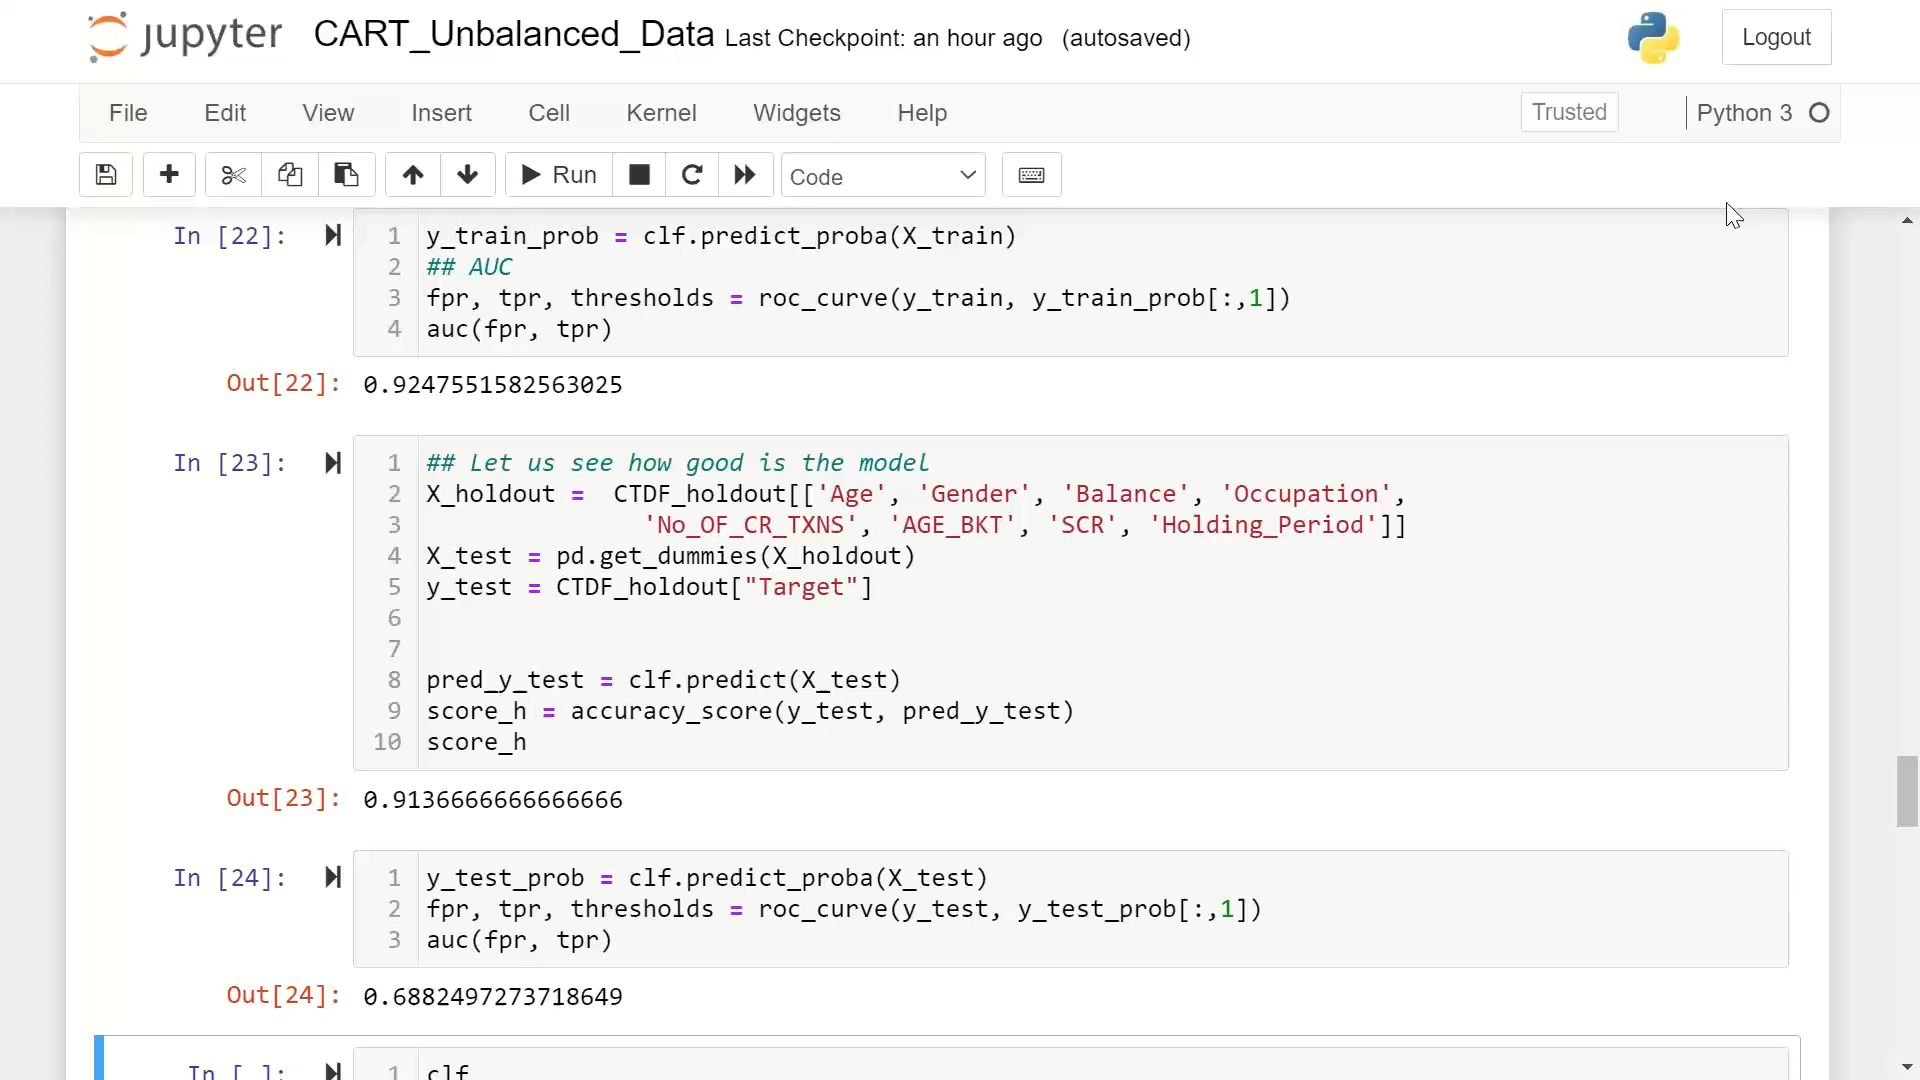 jupyter CART_Unbalanced_Data Last Checkpoint: an hour ago (autosaved) Logout
File Edit View Insert Cell Kernel Widgets Help Trusted Python 3
Run Code
In [22]: 1 y_train_prob = clf.predict_proba(X_train)
2 ## AUC
3 fpr, tpr, thresholds = roc_curve(y_train, y_train_prob[:,1])
4 auc(fpr, tpr)
Out[22]: 0.9247551582563025
In [23]: 1 ## Let us see how good is the model
2 X_holdout = CTDF_holdout[['Age', 'Gender', 'Balance', 'Occupation',
3 'No_OF_CR_TXNS', 'AGE_BKT', 'SCR', 'Holding_Period']]
4 X_test = pd.get_dummies(X_holdout)
5 y_test = CTDF_holdout["Target"]
6
7
8 pred_y_test = clf.predict(X_test)
9 score_h = accuracy_score(y_test, pred_y_test)
10 score_h
Out[23]: 0.9136666666666666
In [24]: 1 y_test_prob = clf.predict_proba(X_test)
2 fpr, tpr, thresholds = roc_curve(y_test, y_test_prob[:,1])
3 auc(fpr, tpr)
Out[24]: 0.6882497273718649
In [ ]: 1 clf